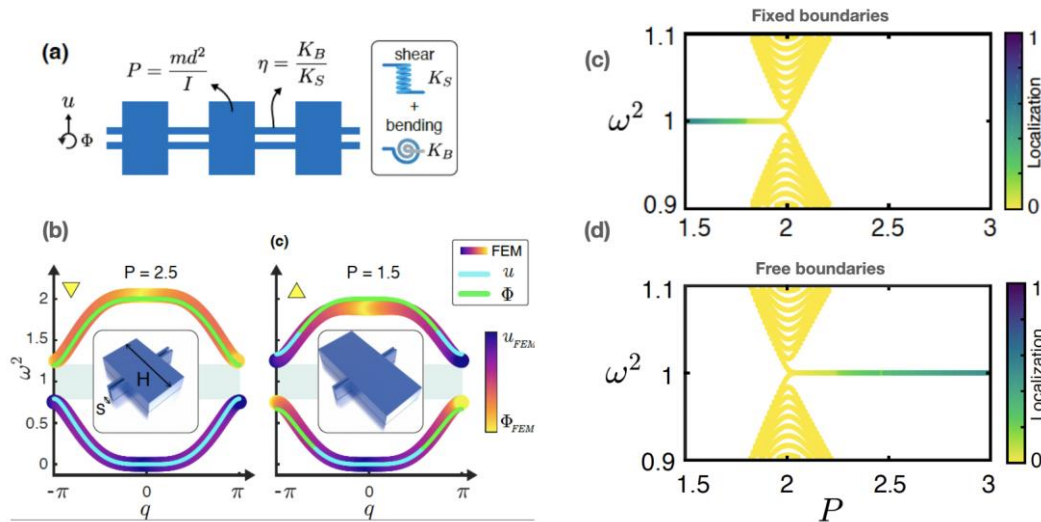 (a)
P = md²/I
η = K_B/K_S
u
Φ
shear
K_S
+
bending
K_B
(b)
P = 2.5
ω²
2
1.5
1
0.5
0
H
S
-π 0 π
q
(c)
P = 1.5
-π 0 π
q
FEM
u
Φ
u_FEM
Φ_FEM
(c)
Fixed boundaries
ω²
1.1
1
0.9
1.5 2 2.5 3
1
Localization
0
(d)
Free boundaries
ω²
1.1
1
0.9
1.5 2 2.5 3
P
1
Localization
0